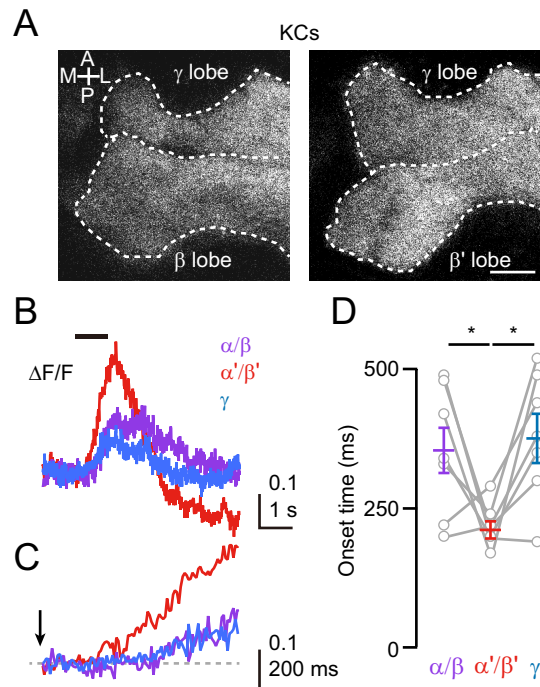 A
KCs
A
M L
P
γ lobe
β lobe
γ lobe
β' lobe
B
ΔF/F
α/β
α'/β'
γ
0.1
1 s
C
0.1
200 ms
D
* *
500
250
0
Onset time (ms)
α/β α'/β' γ